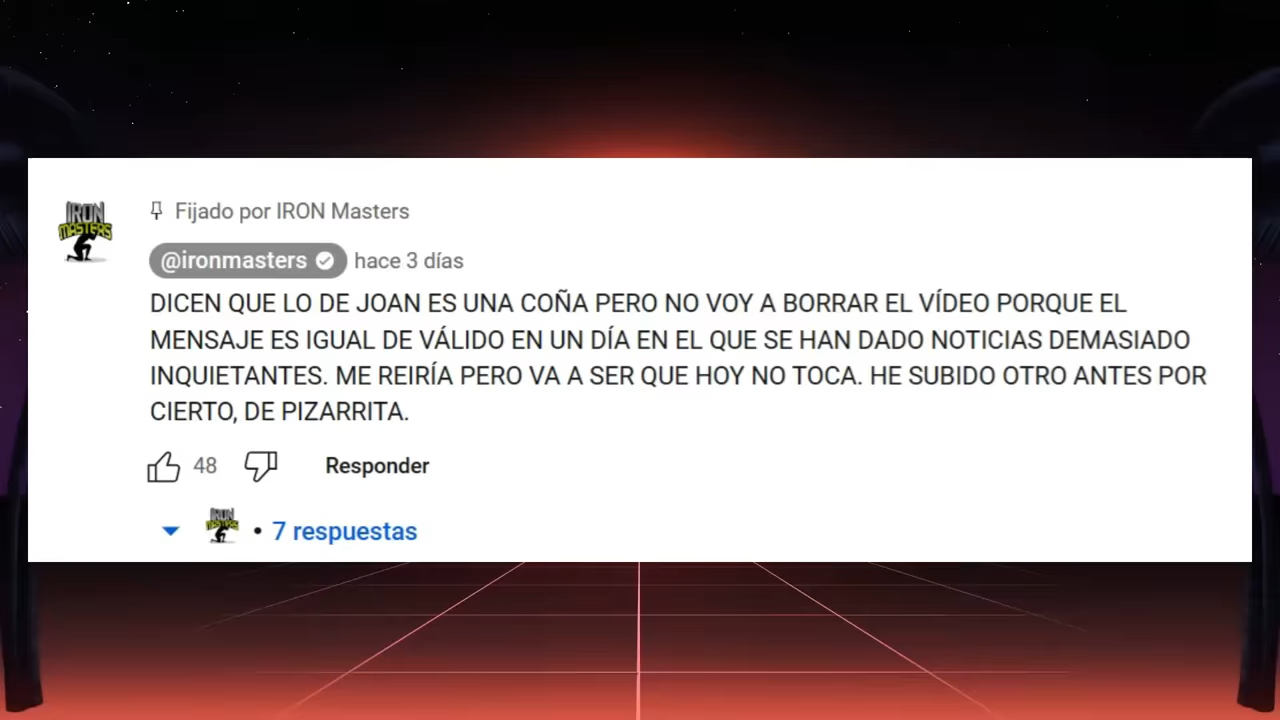 IRON
MASTERS
Fijado por IRON Masters
@ironmasters hace 3 días
DICEN QUE LO DE JOAN ES UNA COÑA PERO NO VOY A BORRAR EL VÍDEO PORQUE EL
MENSAJE ES IGUAL DE VÁLIDO EN UN DÍA EN EL QUE SE HAN DADO NOTICIAS DEMASIADO
INQUIETANTES. ME REIRÍA PERO VA A SER QUE HOY NO TOCA. HE SUBIDO OTRO ANTES POR
CIERTO, DE PIZARRITA.
48 Responder
IRON
MASTERS
• 7 respuestas